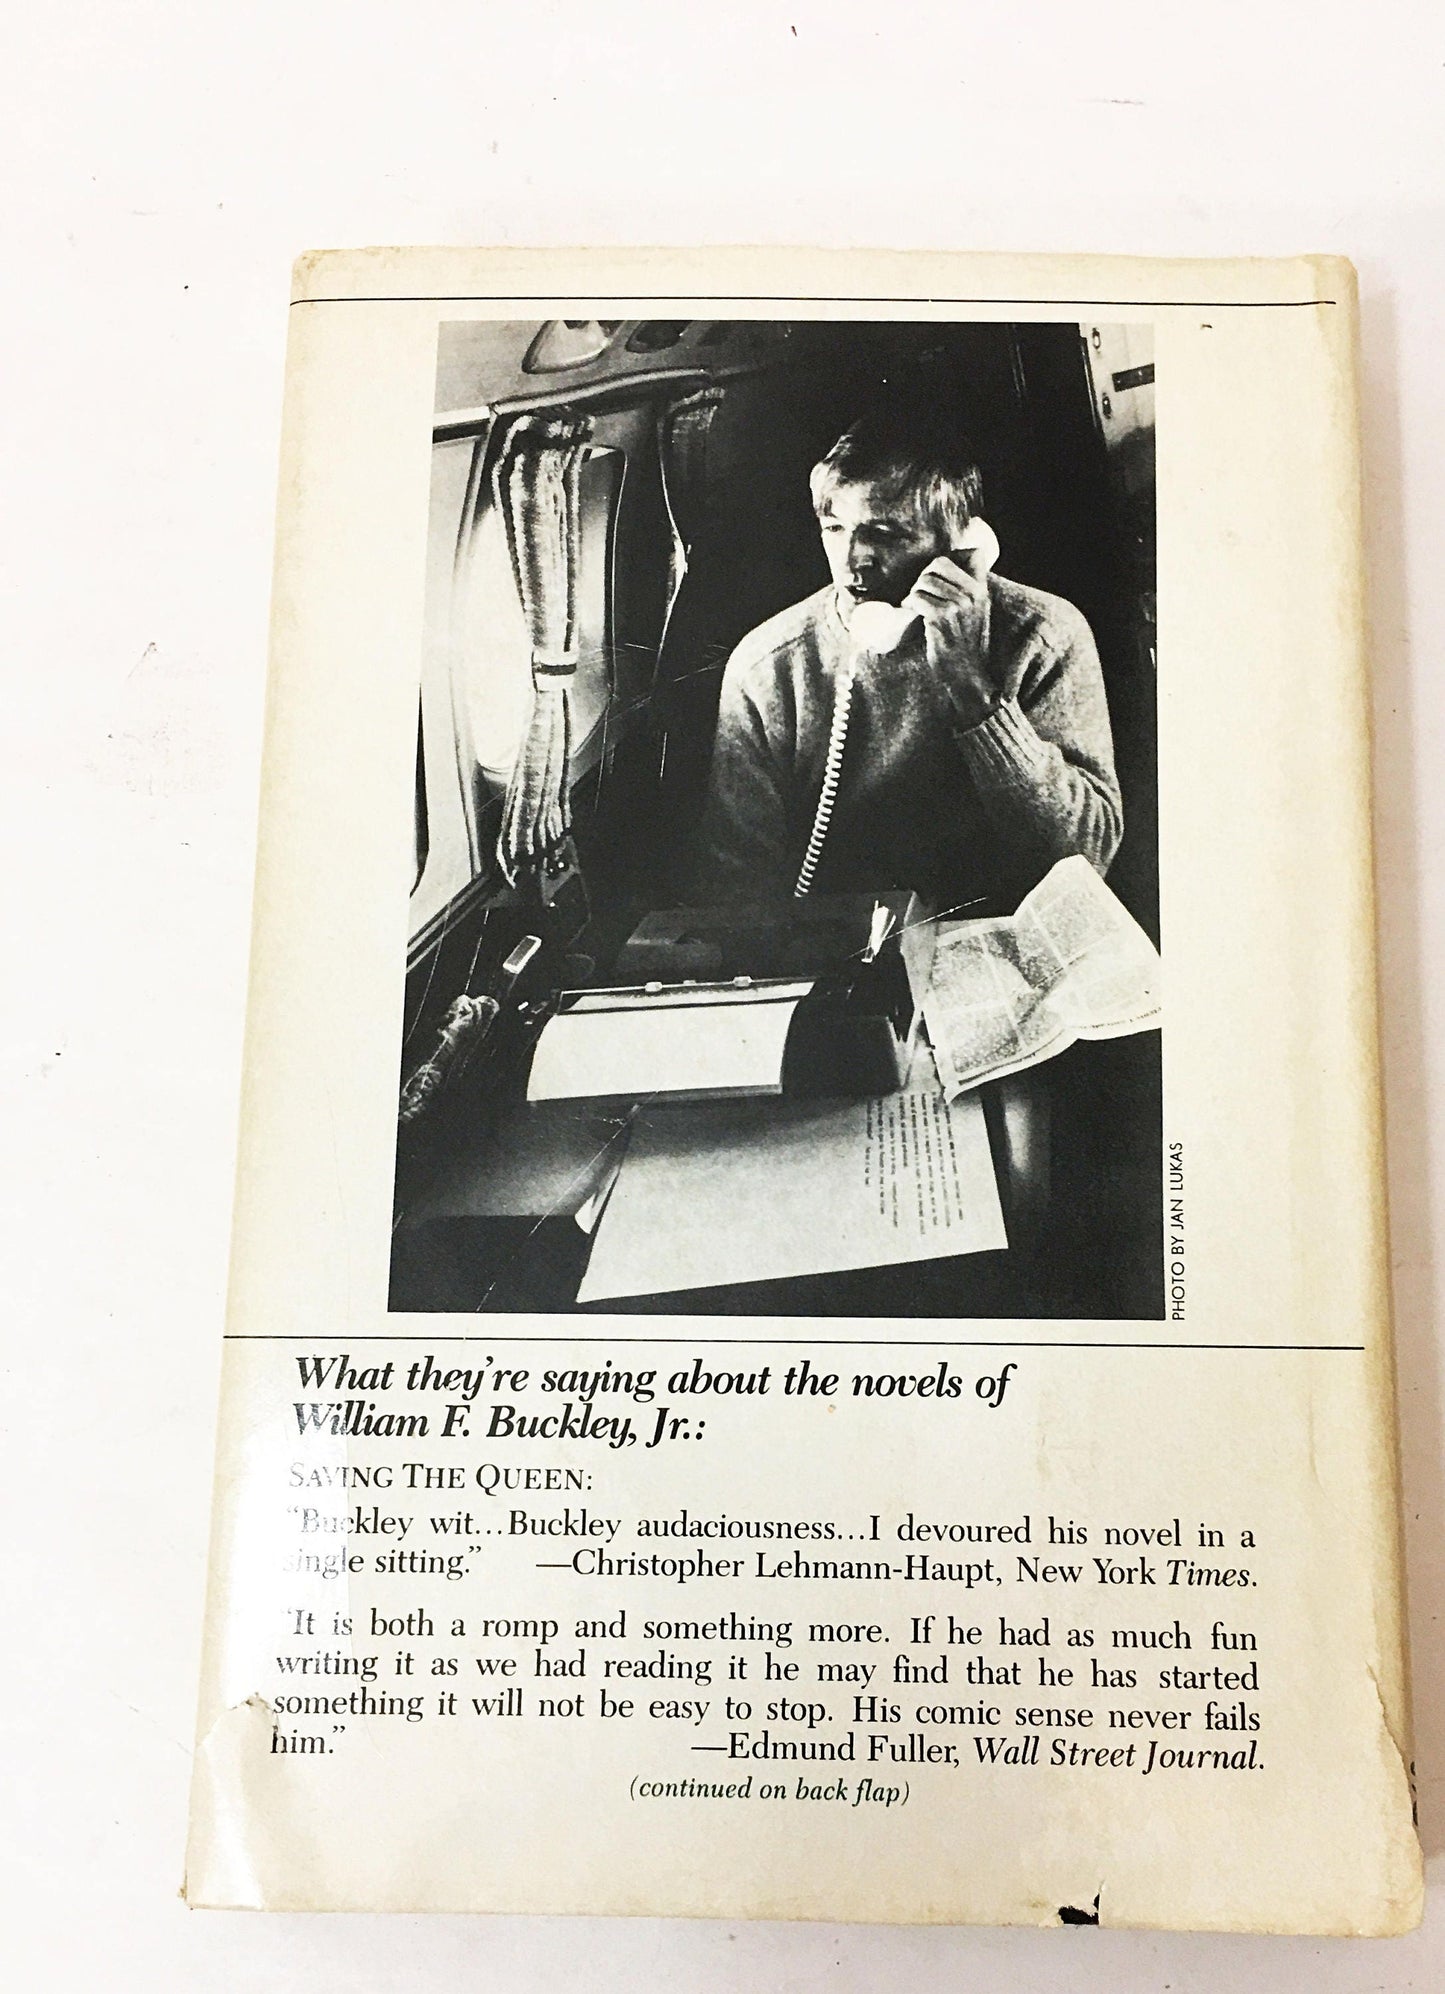 PHOTO BY JAN LUKAS
What they're saying about the novels of
William F. Buckley, Jr.:
SAVING THE QUEEN:
"Buckley wit...Buckley audaciousness...I devoured his novel in a
single sitting." —Christopher Lehmann-Haupt, New York Times.
"It is both a romp and something more. If he had as much fun
writing it as we had reading it he may find that he has started
something it will not be easy to stop. His comic sense never fails
him." —Edmund Fuller, Wall Street Journal.
(continued on back flap)